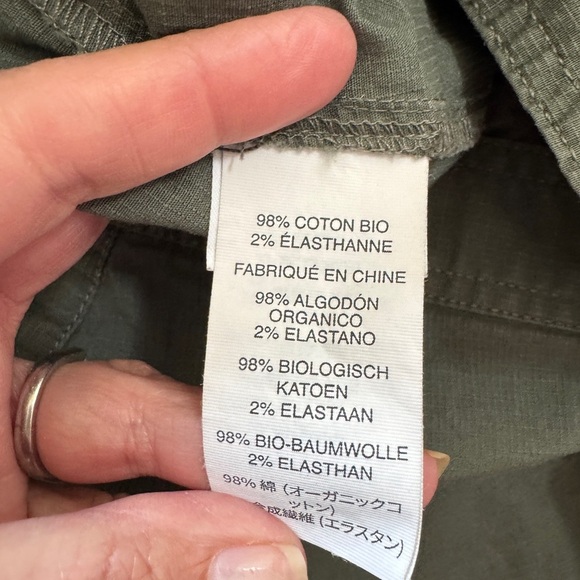 98% COTON BIO
2% ÉLASTHANNE
FABRIQUÉ EN CHINE
98% ALGODÓN
ORGANICO
2% ELASTANO
98% BIOLOGISCH
KATOEN
2% ELASTAAN
98% BIO-BAUMWOLLE
2% ELASTHAN
98% 綿 (オーガニックコ
ットン)
合成繊維 (エラスタン)